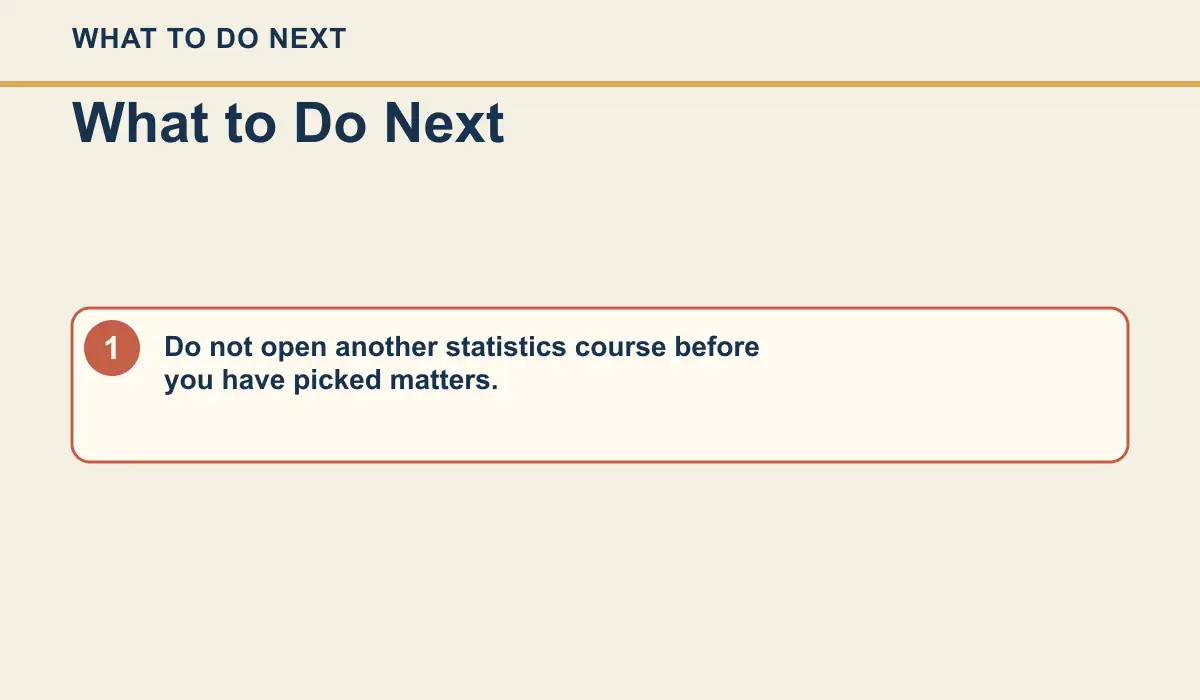 WHAT TO DO NEXT
What to Do Next
1
Do not open another statistics course before
you have picked matters.